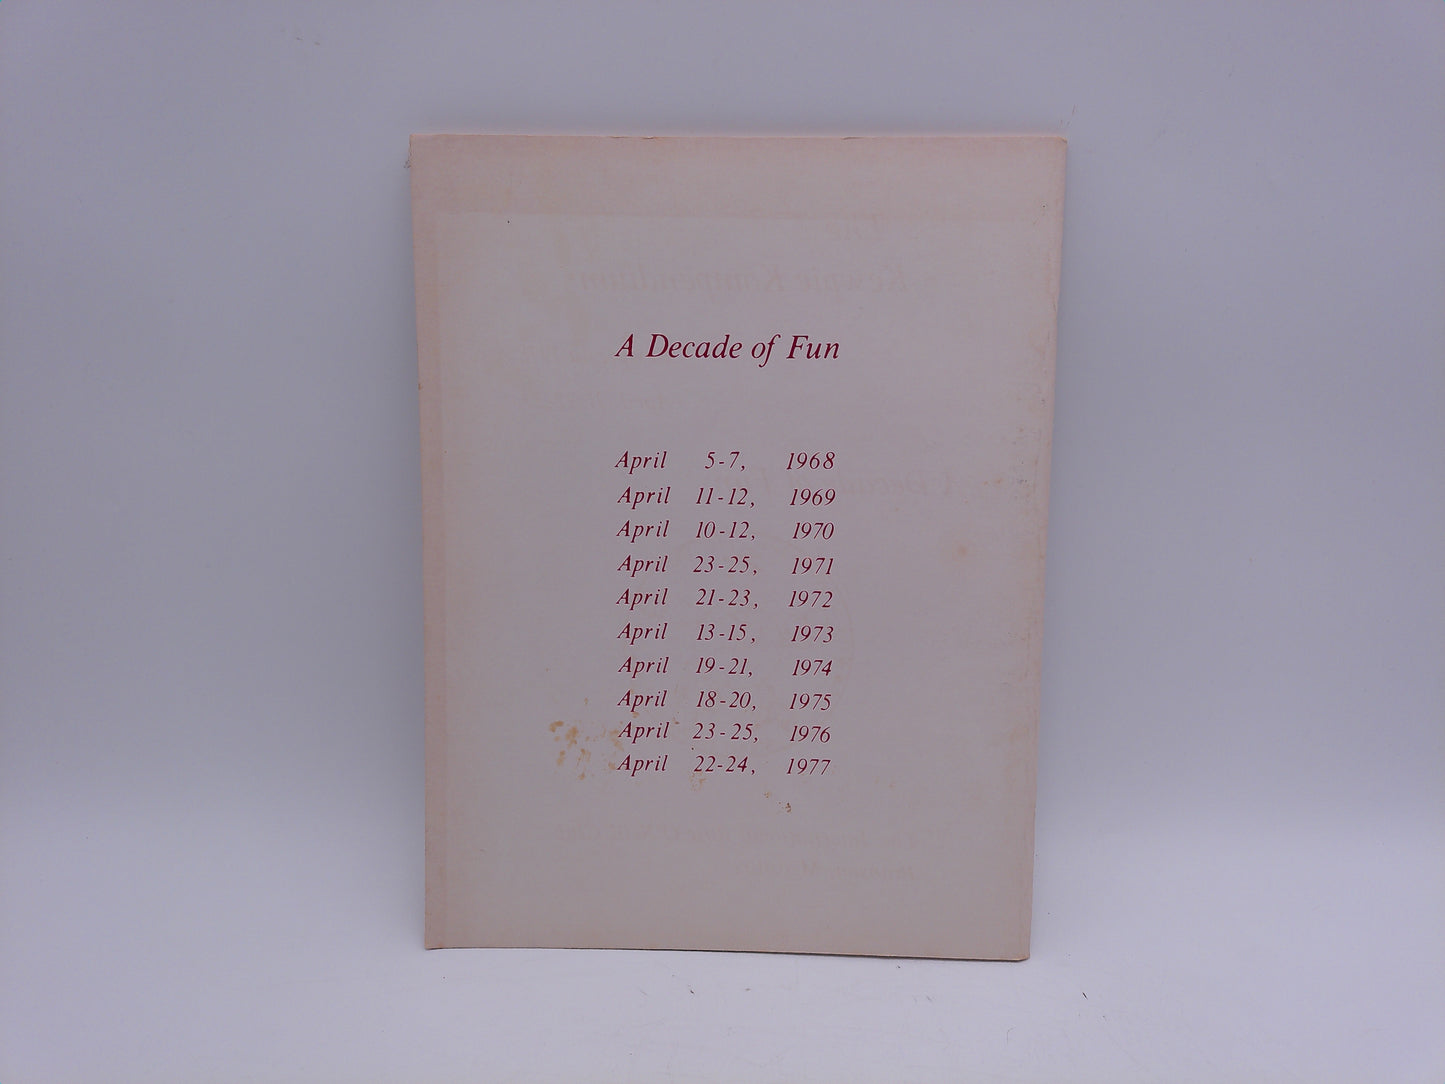 A Decade of Fun
April 5-7, 1968
April 11-12, 1969
April 10-12, 1970
April 23-25, 1971
April 21-23, 1972
April 13-15, 1973
April 19-21, 1974
April 18-20, 1975
April 23-25, 1976
April 22-24, 1977